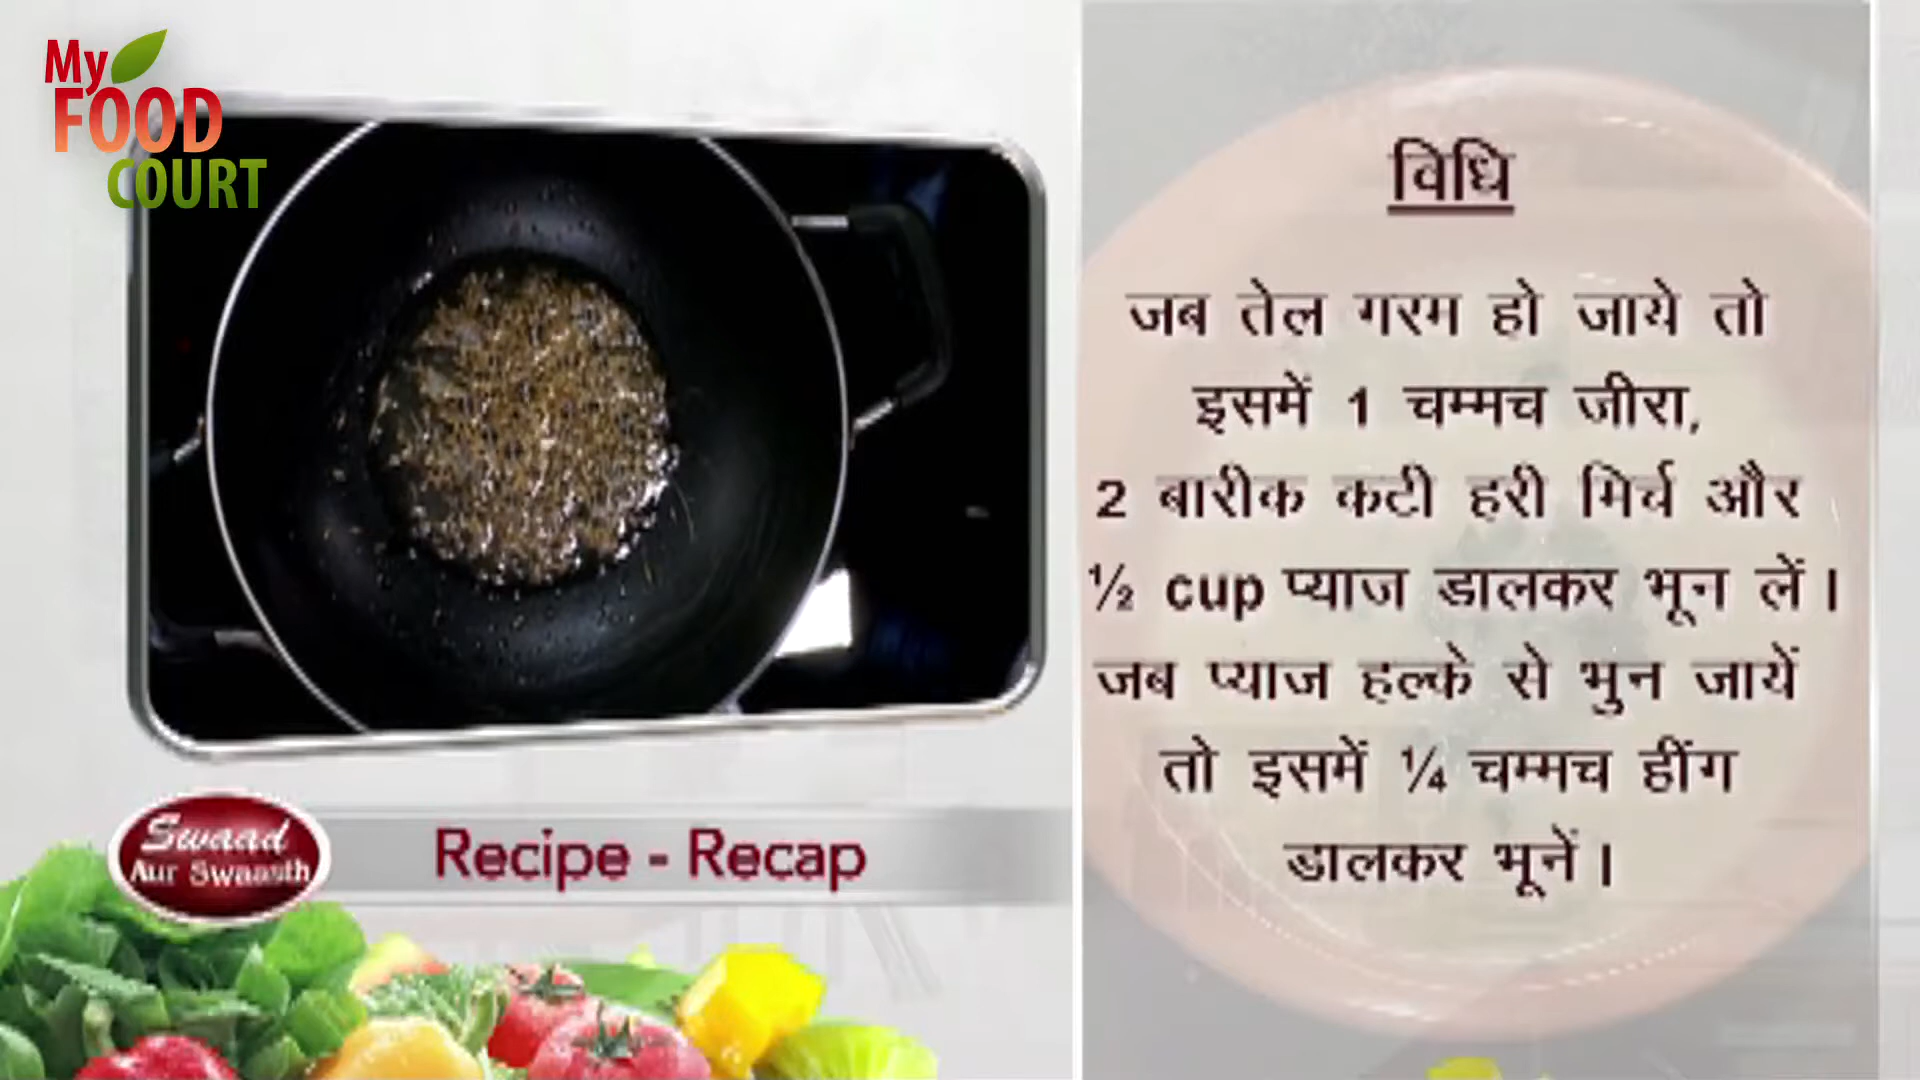 My
FOOD
COURT
विधि
जब तेल गरम हो जाये तो
इसमें 1 चम्मच जीरा,
2 बारीक कटी हरी मिर्च और
½ cup प्याज डालकर भून लें।
जब प्याज हल्के से भुन जायें
तो इसमें ¼ चम्मच हींग
डालकर भूनें।
Swaad
Aur Swaasth
Recipe - Recap